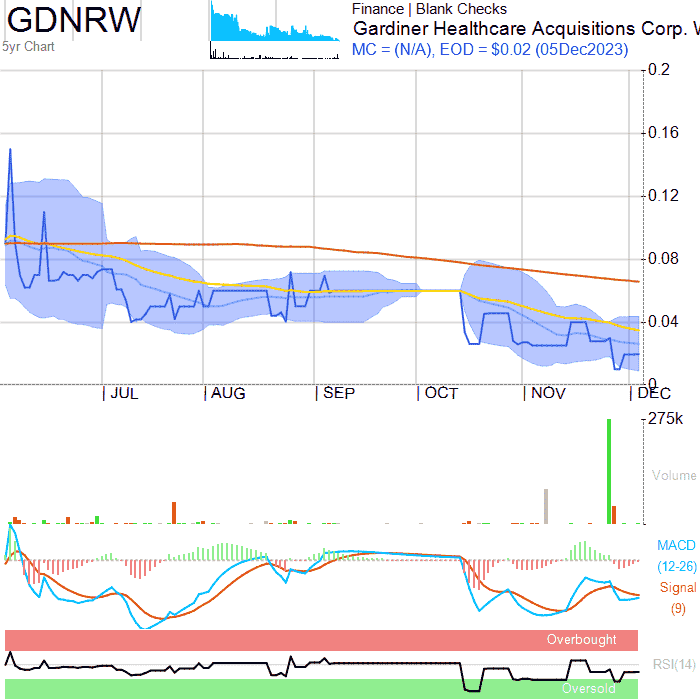 GDNRW
5yr Chart
Finance | Blank Checks
Gardiner Healthcare Acquisitions Corp. W
MC = (N/A), EOD = $0.02 (05Dec2023)
0.2
0.16
0.12
0.08
0.04
0
JUL AUG SEP OCT NOV DEC
275k
Volume
MACD
(12-26)
Signal
(9)
Overbought
RSI(14)
Oversold